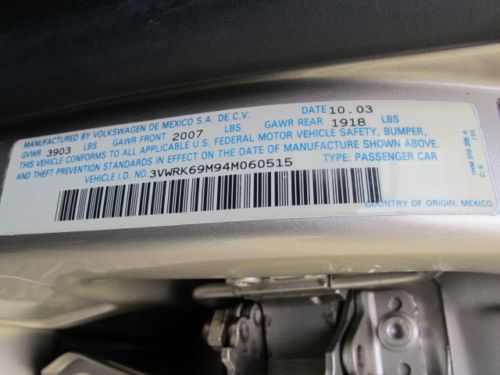 MANUFACTURED BY VOLKSWAGEN DE MEXICO S.A. DE C.V. DATE 10.03
GVWR 3903 LBS GAWR FRONT 2007 LBS GAWR REAR 1918 LBS
THIS VEHICLE CONFORMS TO ALL APPLICABLE U.S. FEDERAL MOTOR VEHICLE SAFETY, BUMPER,
AND THEFT PREVENTION STANDARDS IN EFFECT ON THE DATE OF MANUFACTURE SHOWN ABOVE.
VEHICLE I.D. NO. 3VWRK69M94M060515 TYPE: PASSENGER CAR
COUNTRY OF ORIGIN: MEXICO